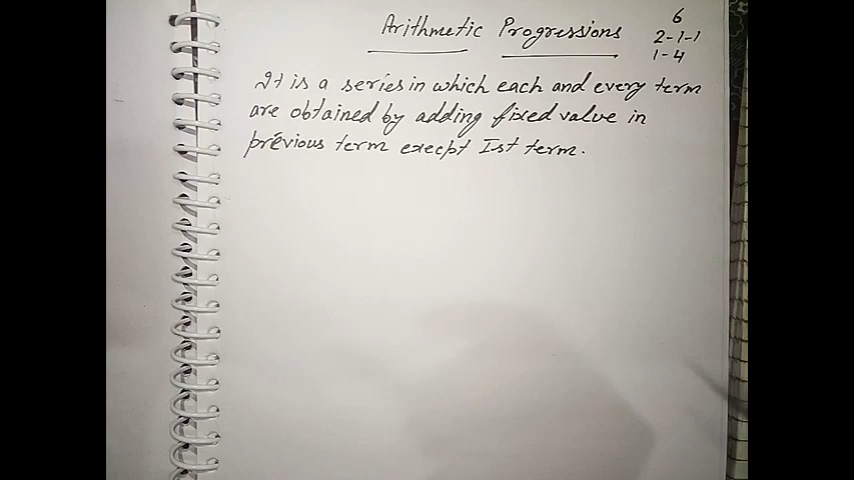 Arithmetic Progressions
6
2-1-1
1-4
It is a series in which each and every term
are obtained by adding fixed value in
previous term execpt Ist term.